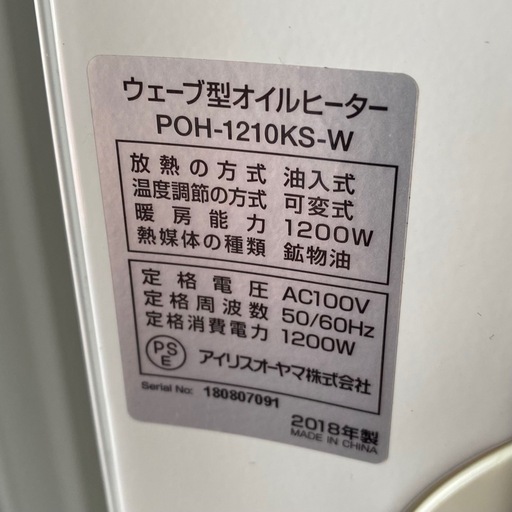 ウェーブ型オイルヒーター
POH-1210KS-W
放熱の方式 油入式
温度調節の方式 可変式
暖房能力 1200W
熱媒体の種類 鉱物油
定格電圧 AC100V
定格周波数 50/60Hz
定格消費電力 1200W
PS
E アイリスオーヤマ株式会社
Serial No: 180807091
2018年製
MADE IN CHINA